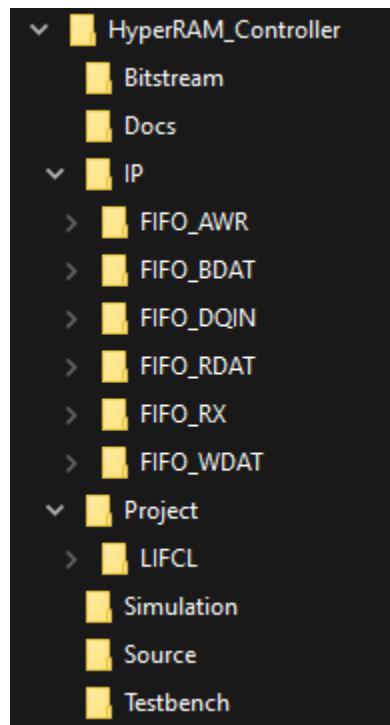 HyperRAM_Controller
Bitstream
Docs
IP
FIFO_AWR
FIFO_BDAT
FIFO_DQIN
FIFO_RDAT
FIFO_RX
FIFO_WDAT
Project
LIFCL
Simulation
Source
Testbench